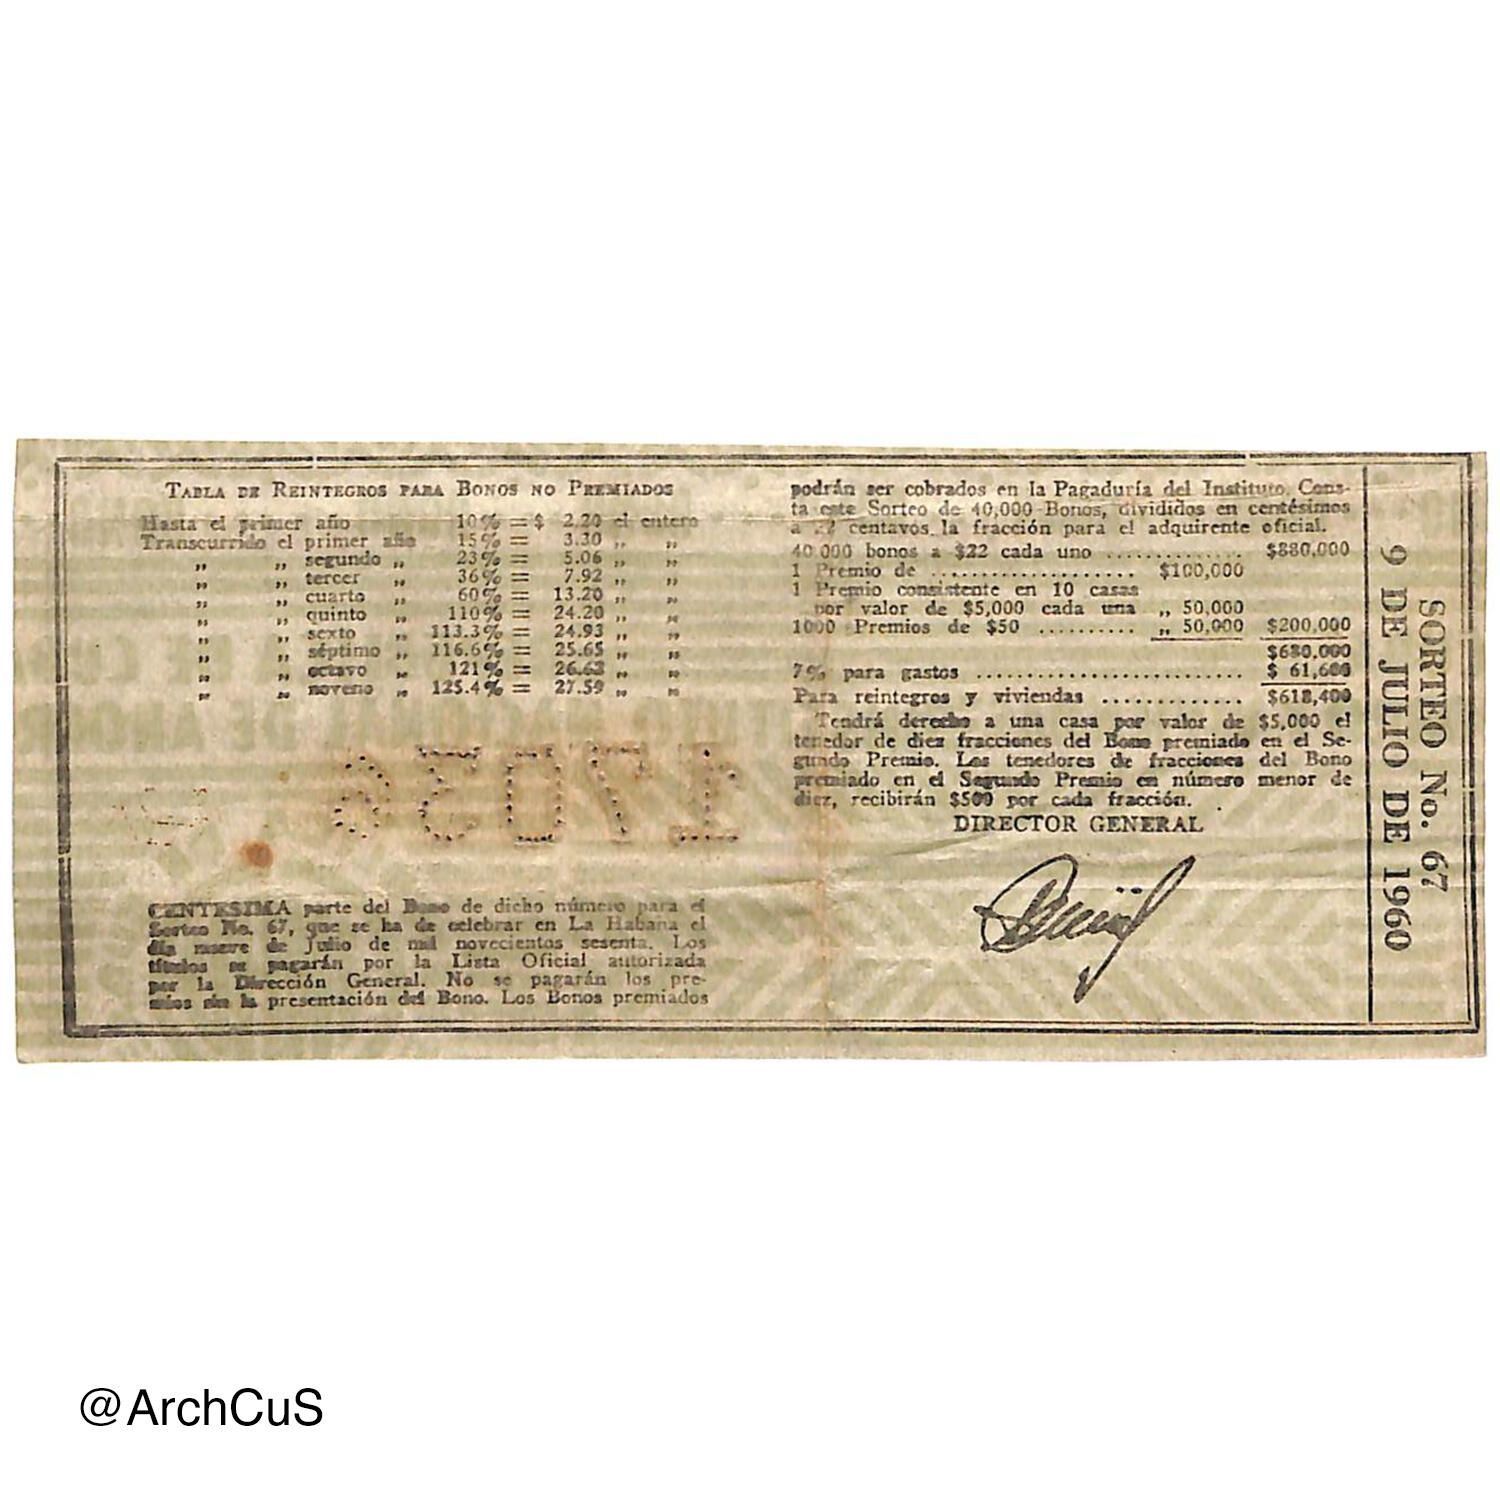 TABLA DE REINTEGROS PARA BONOS NO PREMIADOS
Hasta el primer año 10% = $ 2.20 el entero
Transcurrido el primer año 15% = 3.30 „ „
„ „ segundo „ 23% = 5.06 „ „
„ „ tercer „ 36% = 7.92 „ „
„ „ cuarto „ 60% = 13.20 „ „
„ „ quinto „ 110% = 24.20 „ „
„ „ sexto „ 113.3% = 24.93 „ „
„ „ séptimo „ 116.6% = 25.65 „ „
„ „ octavo „ 121% = 26.62 „ „
„ „ noveno „ 125.4% = 27.59 „ „
CENTESIMA parte del Bono de dicho número para el
Sorteo No. 67, que se ha de celebrar en La Habana el
día nueve de Julio de mil novecientos sesenta. Los
títulos se pagarán por la Lista Oficial autorizada
por la Dirección General. No se pagarán los pre-
mios sin la presentación del Bono. Los Bonos premiados
podrán ser cobrados en la Pagaduría del Instituto. Cons-
ta este Sorteo de 40,000 Bonos, divididos en centésimos
a 22 centavos la fracción para el adquirente oficial.
40.000 bonos a $22 cada uno ............. $880,000
1 Premio de ................... $100,000
1 Premio consistente en 10 casas
por valor de $5,000 cada una „ 50,000
1000 Premios de $50 .......... „ 50,000 $200,000
$680,000
7% para gastos ......................... $ 61,600
Para reintegros y viviendas ............. $618,400
Tendrá derecho a una casa por valor de $5,000 el
tenedor de diez fracciones del Bono premiado en el Se-
gundo Premio. Los tenedores de fracciones del Bono
premiado en el Segundo Premio en número menor de
diez, recibirán $500 por cada fracción.
DIRECTOR GENERAL
SORTEO No. 67
9 DE JULIO DE 1960
@ArchCuS